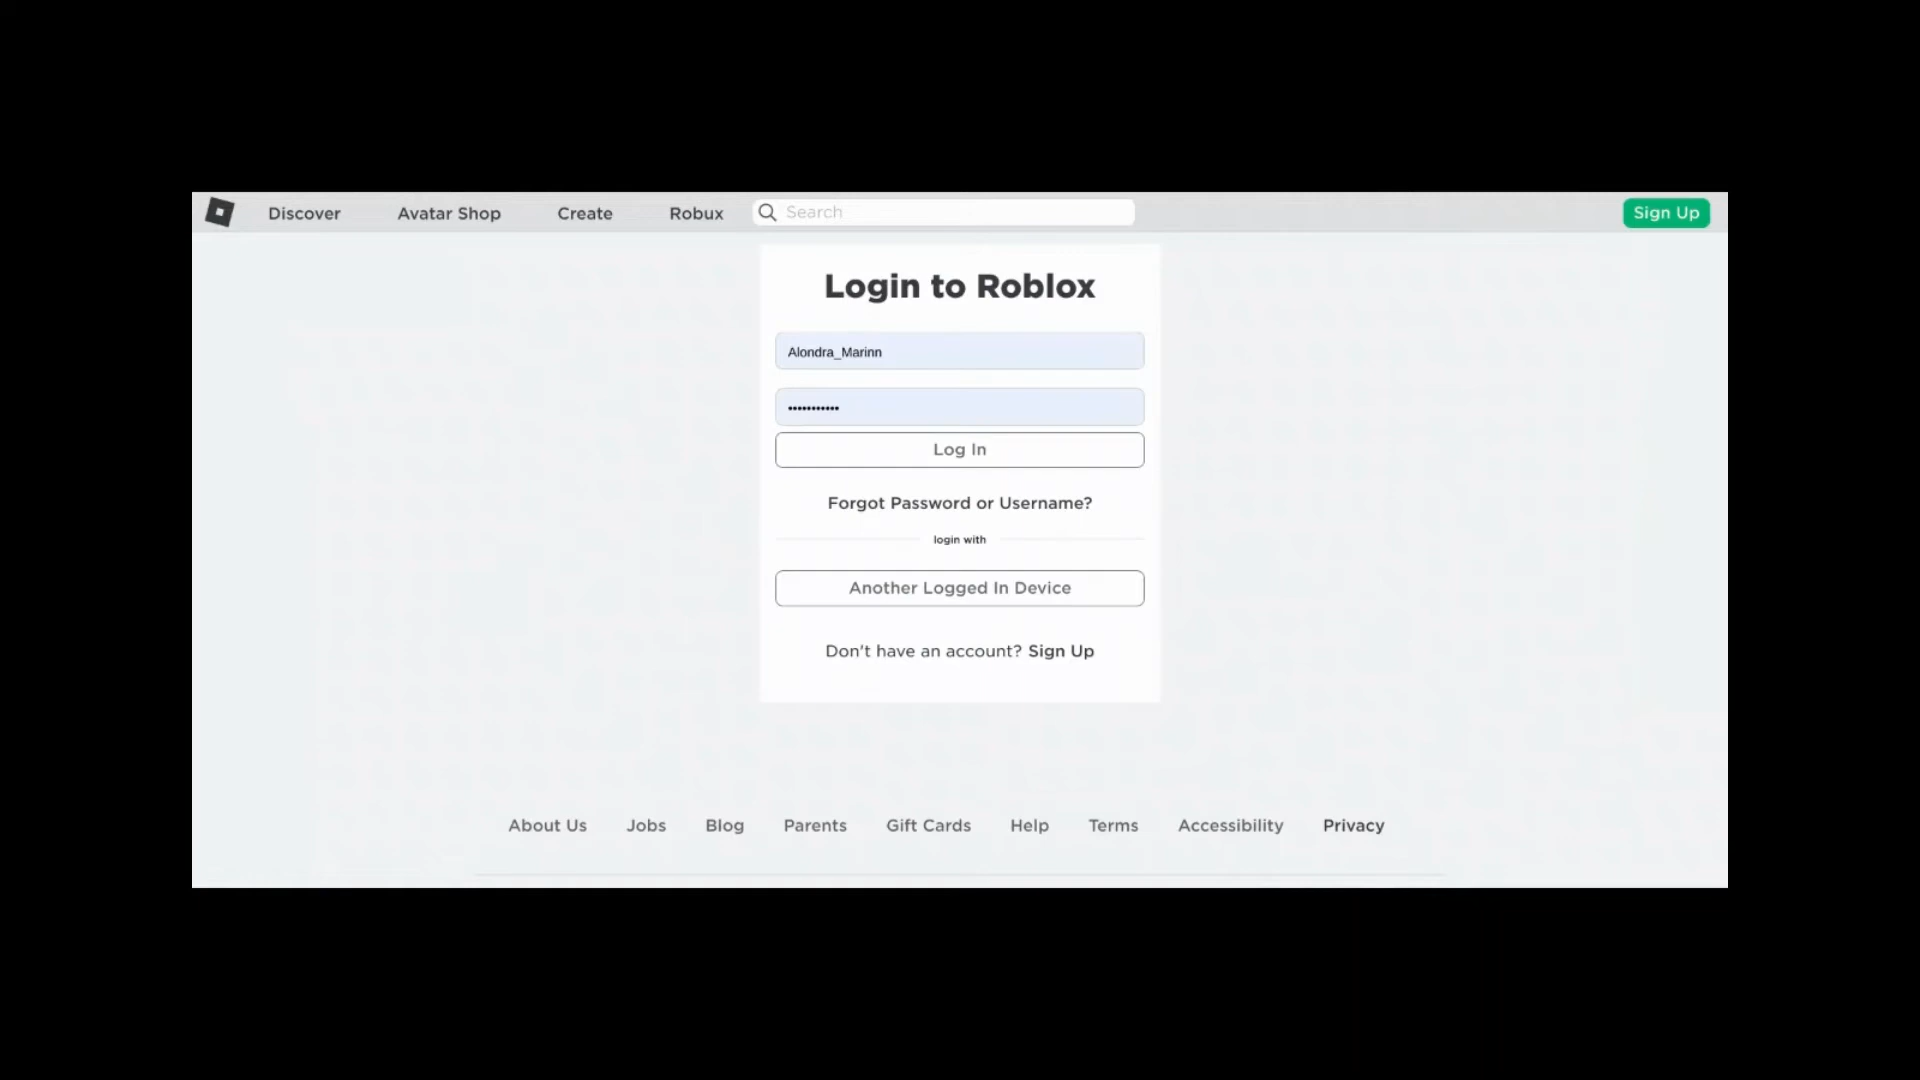 Discover Avatar Shop Create Robux Search Sign Up
Login to Roblox
Alondra_Marinn
•••••••••••
Log In
Forgot Password or Username?
login with
Another Logged In Device
Don't have an account? Sign Up
About Us Jobs Blog Parents Gift Cards Help Terms Accessibility Privacy